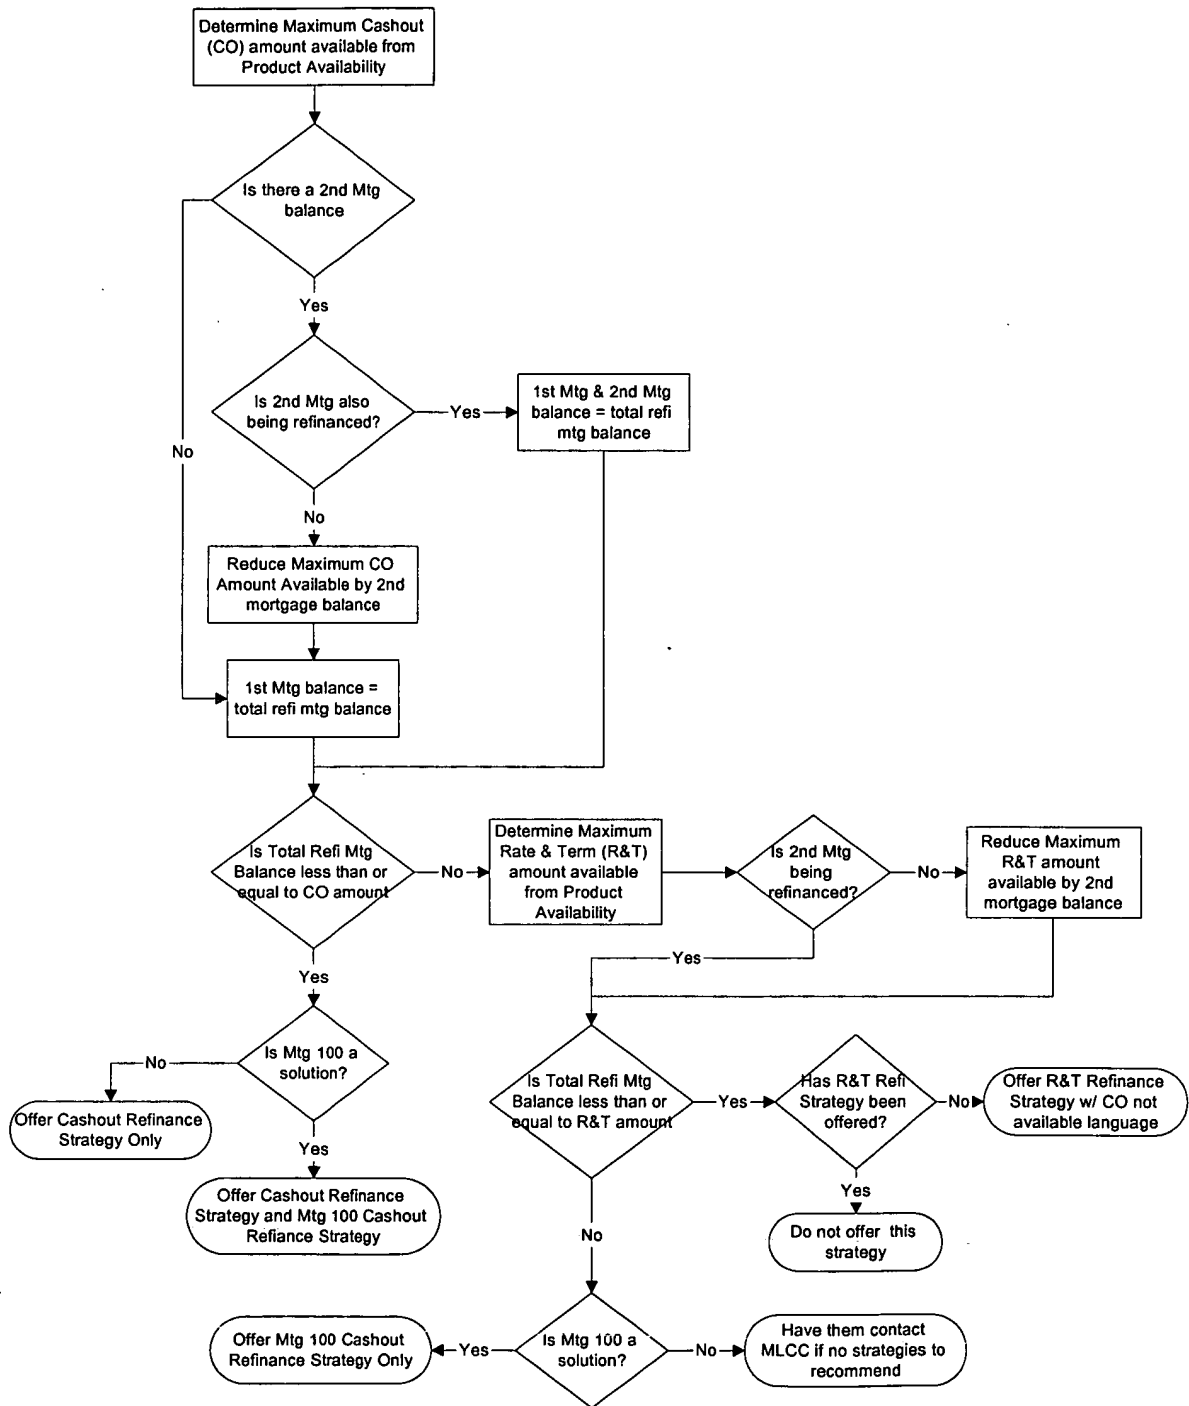 Determine Maximum Cashout
(CO) amount available from
Product Availability
Is there a 2nd Mtg
balance
Yes
Is 2nd Mtg also
being refinanced?
Yes
1st Mtg & 2nd Mtg
balance = total refi
mtg balance
No
No
Reduce Maximum CO
Amount Available by 2nd
mortgage balance
1st Mtg balance =
total refi mtg balance
Is Total Refi Mtg
Balance less than or
equal to CO amount
No
Determine Maximum
Rate & Term (R&T)
amount available
from Product
Availability
Is 2nd Mtg
being
refinanced?
No
Reduce Maximum
R&T amount
available by 2nd
mortgage balance
Yes
Yes
Is Mtg 100 a
solution?
No
Offer Cashout Refinance
Strategy Only
Yes
Offer Cashout Refinance
Strategy and Mtg 100 Cashout
Refiance Strategy
Is Total Refi Mtg
Balance less than or
equal to R&T amount
Yes
Has R&T Refi
Strategy been
offered?
No
Offer R&T Refinance
Strategy w/ CO not
available language
Yes
Do not offer this
strategy
No
Is Mtg 100 a
solution?
Yes
Offer Mtg 100 Cashout
Refinance Strategy Only
No
Have them contact
MLCC if no strategies to
recommend